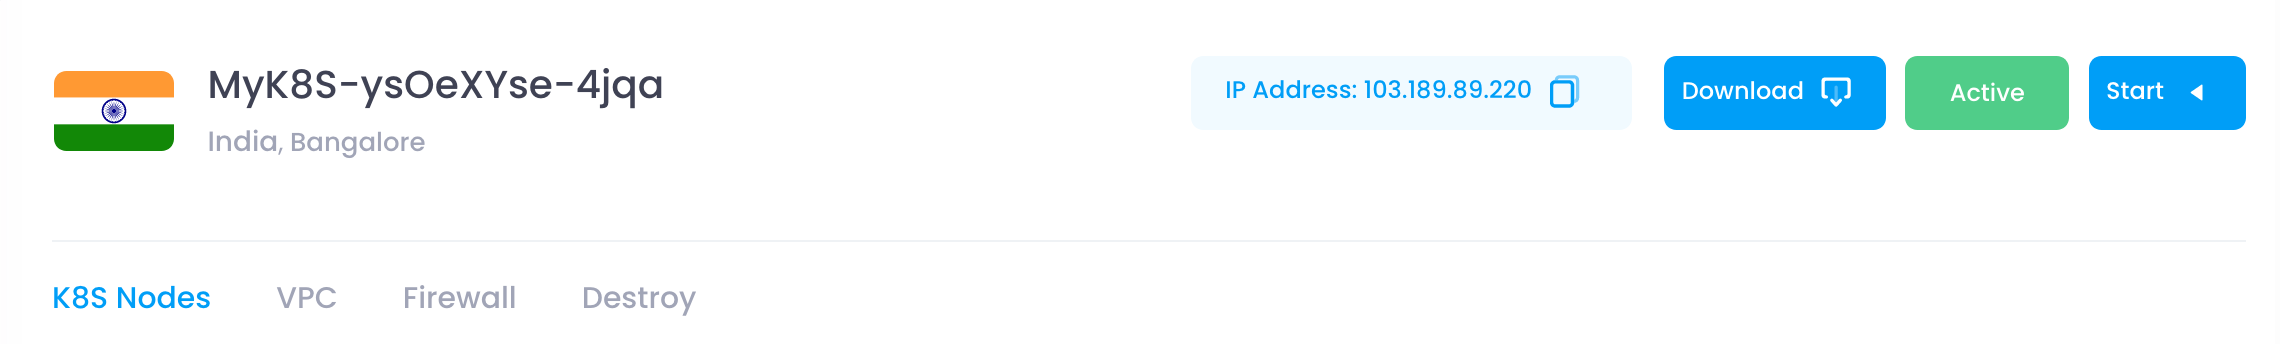 MyK8S-ysOeXYse-4jqa
India, Bangalore
IP Address: 103.189.89.220
Download
Active
Start
K8S Nodes
VPC
Firewall
Destroy